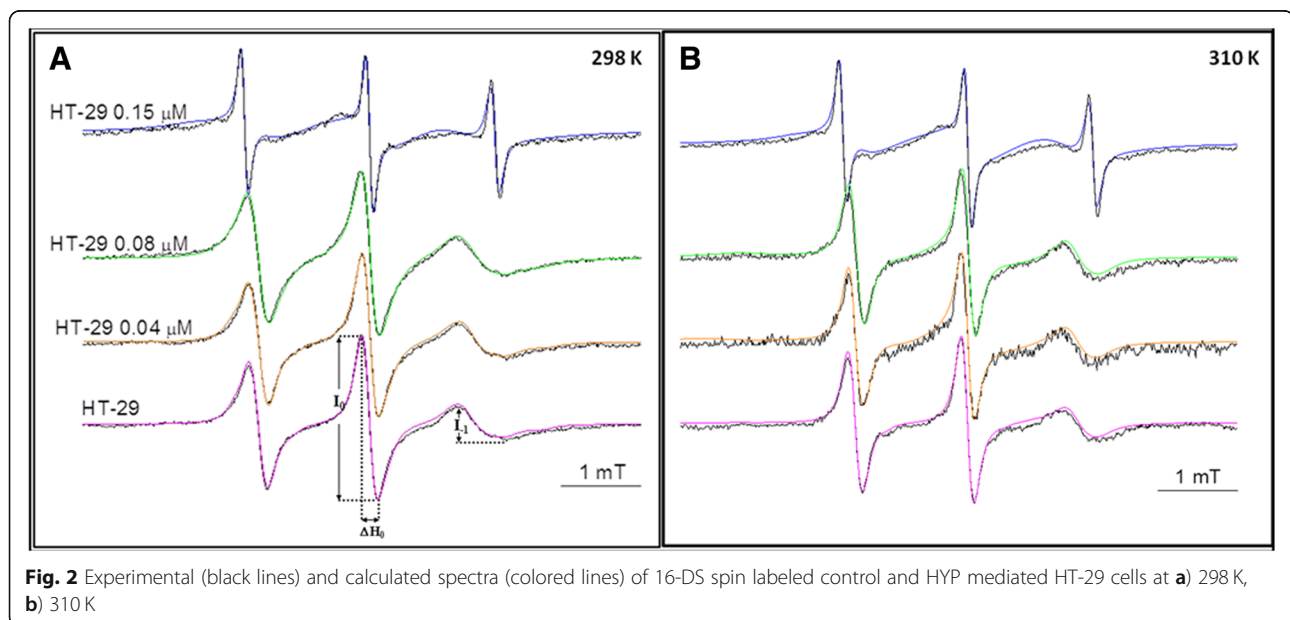 A
298 K
B
310 K
HT-29 0.15 μM
HT-29 0.08 μM
HT-29 0.04 μM
HT-29
I0
I-1
ΔH0
1 mT
1 mT
Fig. 2 Experimental (black lines) and calculated spectra (colored lines) of 16-DS spin labeled control and HYP mediated HT-29 cells at a) 298 K,
b) 310 K